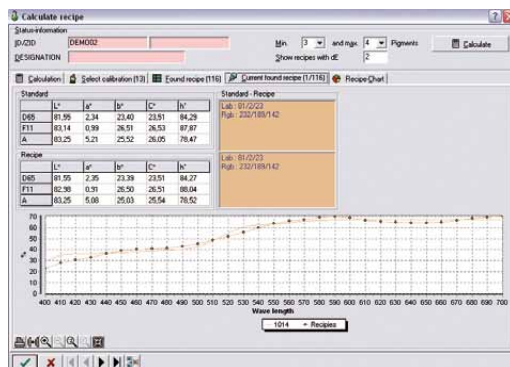 Calculate recipe
Status-information
ID/ZID DEMO02 Min. 3 and max. 4 Pigments Calculate
DESIGNATION Show recipes with dE 2
Calculation Select calibration (13) Found recipe (116) Current found recipe (1/116) Recipe-Chart
Standard Standard - Recipe
L* a* b* C* h*
D65 81,55 2,34 23,40 23,51 84,29
F11 83,14 0,99 26,51 26,53 87,87
A 83,25 5,21 25,52 26,05 78,47
Lab : 81/2/23
Rgb : 232/189/142
Recipe
L* a* b* C* h*
D65 81,55 2,35 23,39 23,51 84,27
F11 82,98 0,91 26,50 26,51 88,04
A 83,25 5,08 25,03 25,54 78,52
Lab : 81/2/23
Rgb : 232/189/142
70
60
50
40
30
20
10
0
%
400 410 420 430 440 450 460 470 480 490 500 510 520 530 540 550 560 570 580 590 600 610 620 630 640 650 660 670 680 690 700
Wave length
1014 Recipies